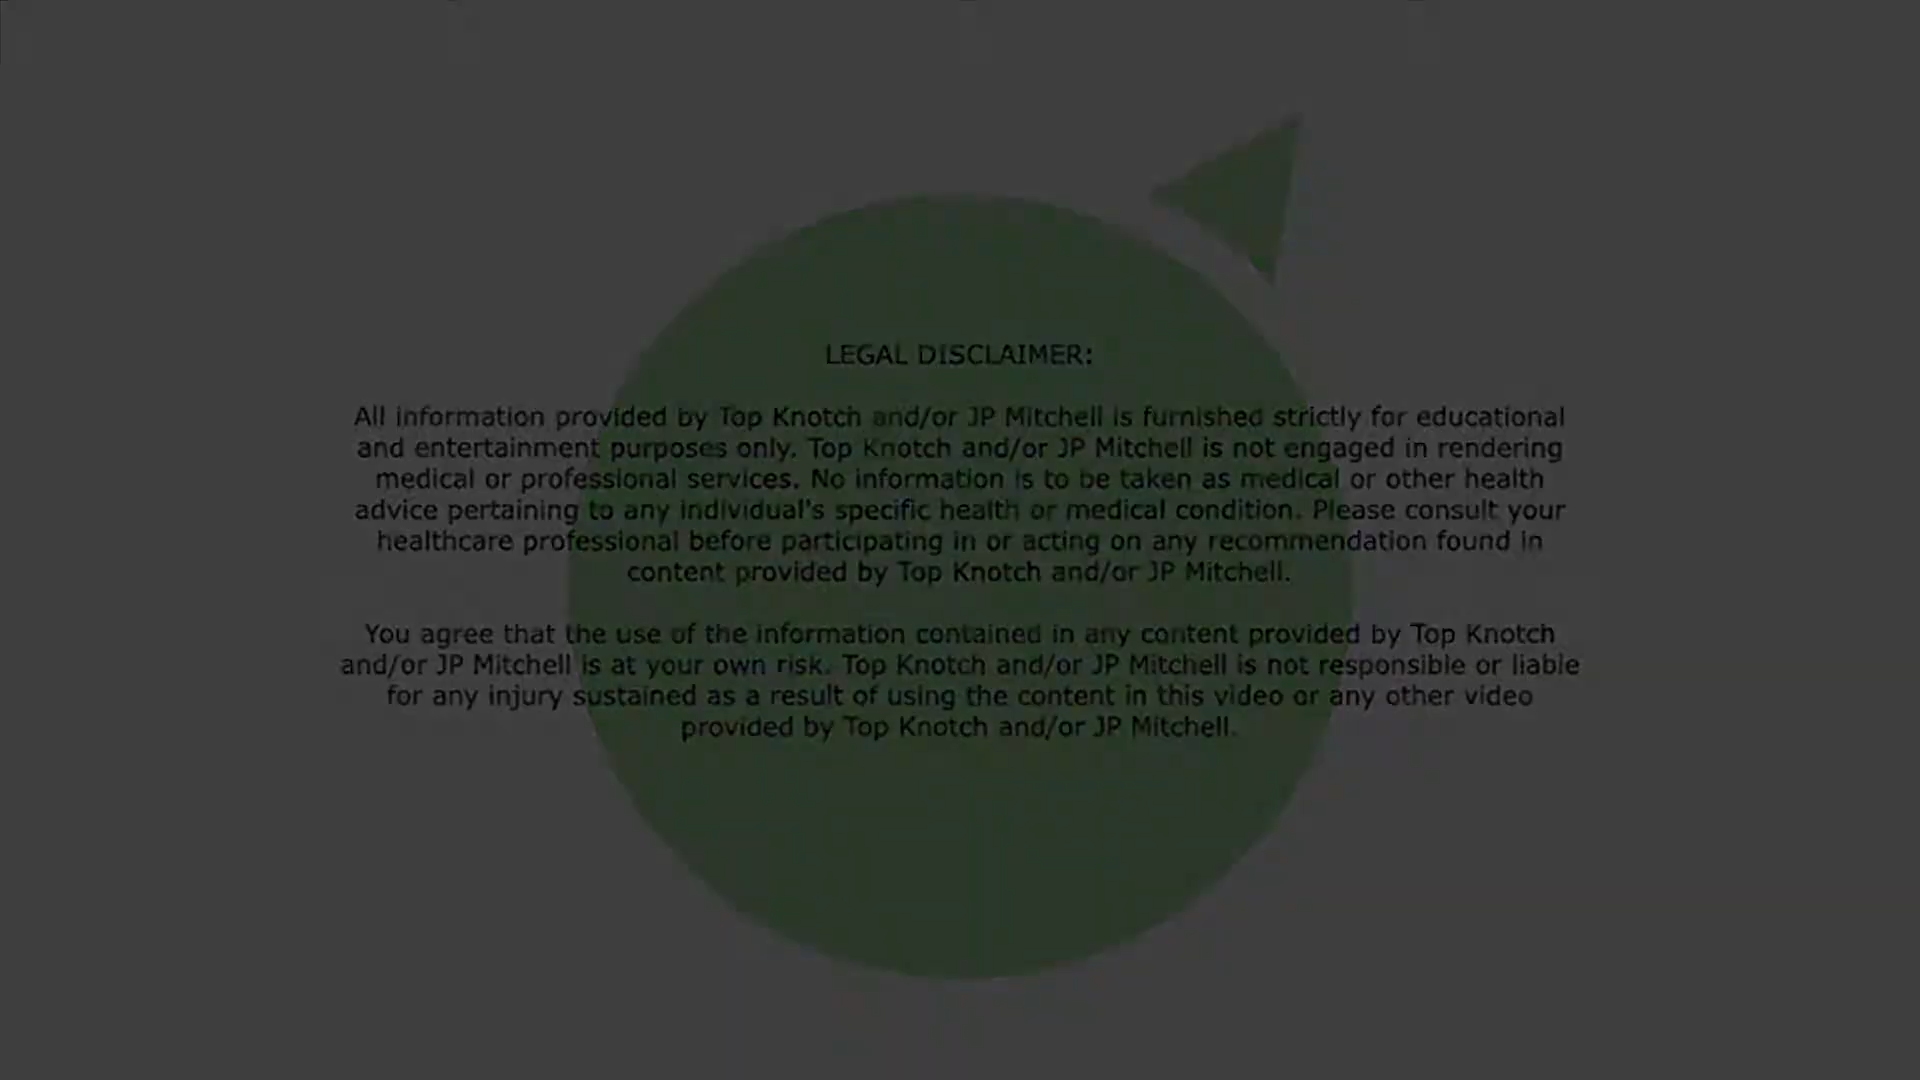 LEGAL DISCLAIMER:
All information provided by Top Knotch and/or JP Mitchell is furnished strictly for educational
and entertainment purposes only. Top Knotch and/or JP Mitchell is not engaged in rendering
medical or professional services. No information is to be taken as medical or other health
advice pertaining to any individual's specific health or medical condition. Please consult your
healthcare professional before participating in or acting on any recommendation found in
content provided by Top Knotch and/or JP Mitchell.
You agree that the use of the information contained in any content provided by Top Knotch
and/or JP Mitchell is at your own risk. Top Knotch and/or JP Mitchell is not responsible or liable
for any injury sustained as a result of using the content in this video or any other video
provided by Top Knotch and/or JP Mitchell.